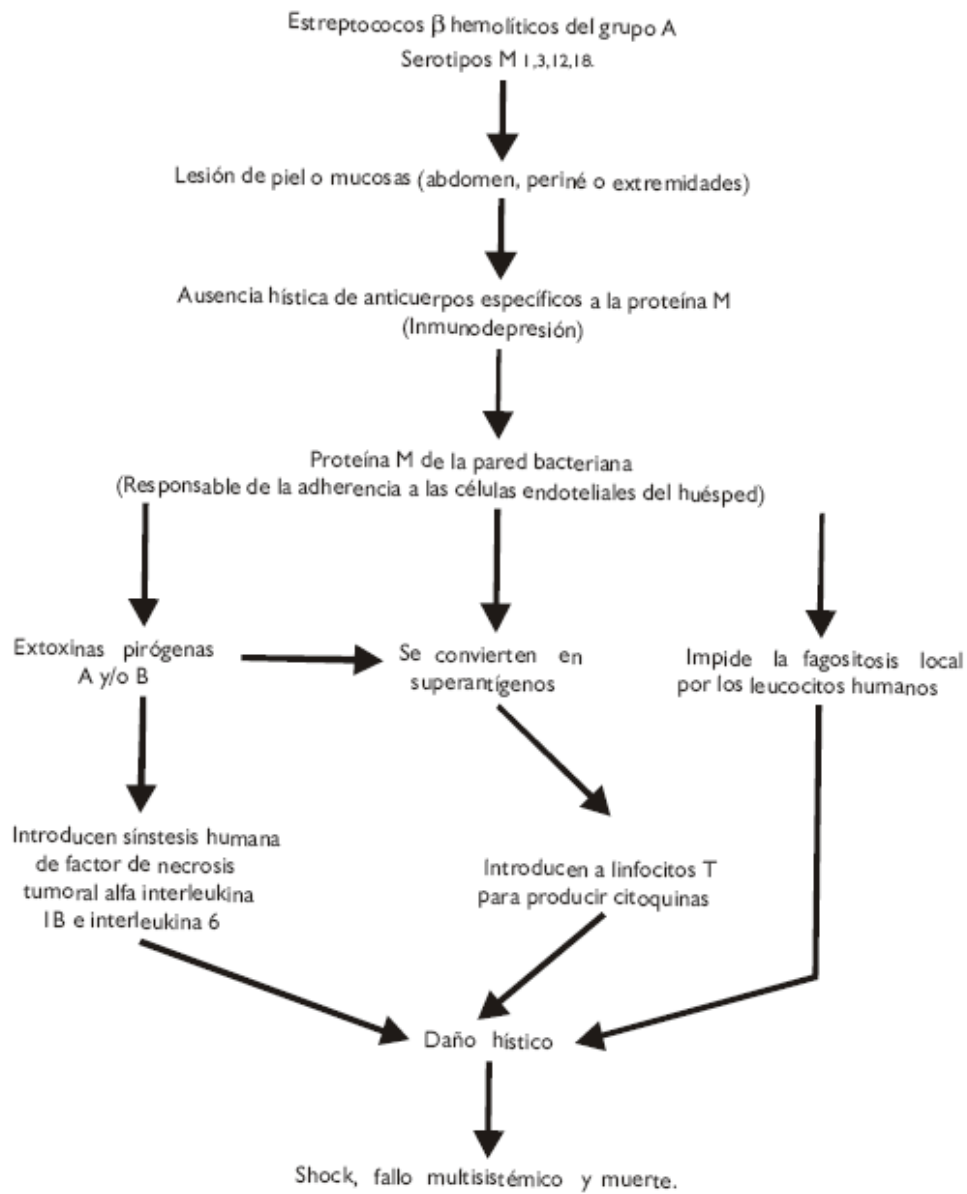 Estreptococos β hemolíticos del grupo A
Serotipos M 1,3,12,18.
Lesión de piel o mucosas (abdomen, periné o extremidades)
Ausencia hística de anticuerpos específicos a la proteína M
(Inmunodepresión)
Proteína M de la pared bacteriana
(Responsable de la adherencia a las células endoteliales del huésped)
Extoxinas pirógenas
A y/o B
Se convierten en
superantígenos
Impide la fagositosis local
por los leucocitos humanos
Introducen sínstesis humana
de factor de necrosis
tumoral alfa interleukina
1B e interleukina 6
Introducen a linfocitos T
para producir citoquinas
Daño hístico
Shock, fallo multisistémico y muerte.